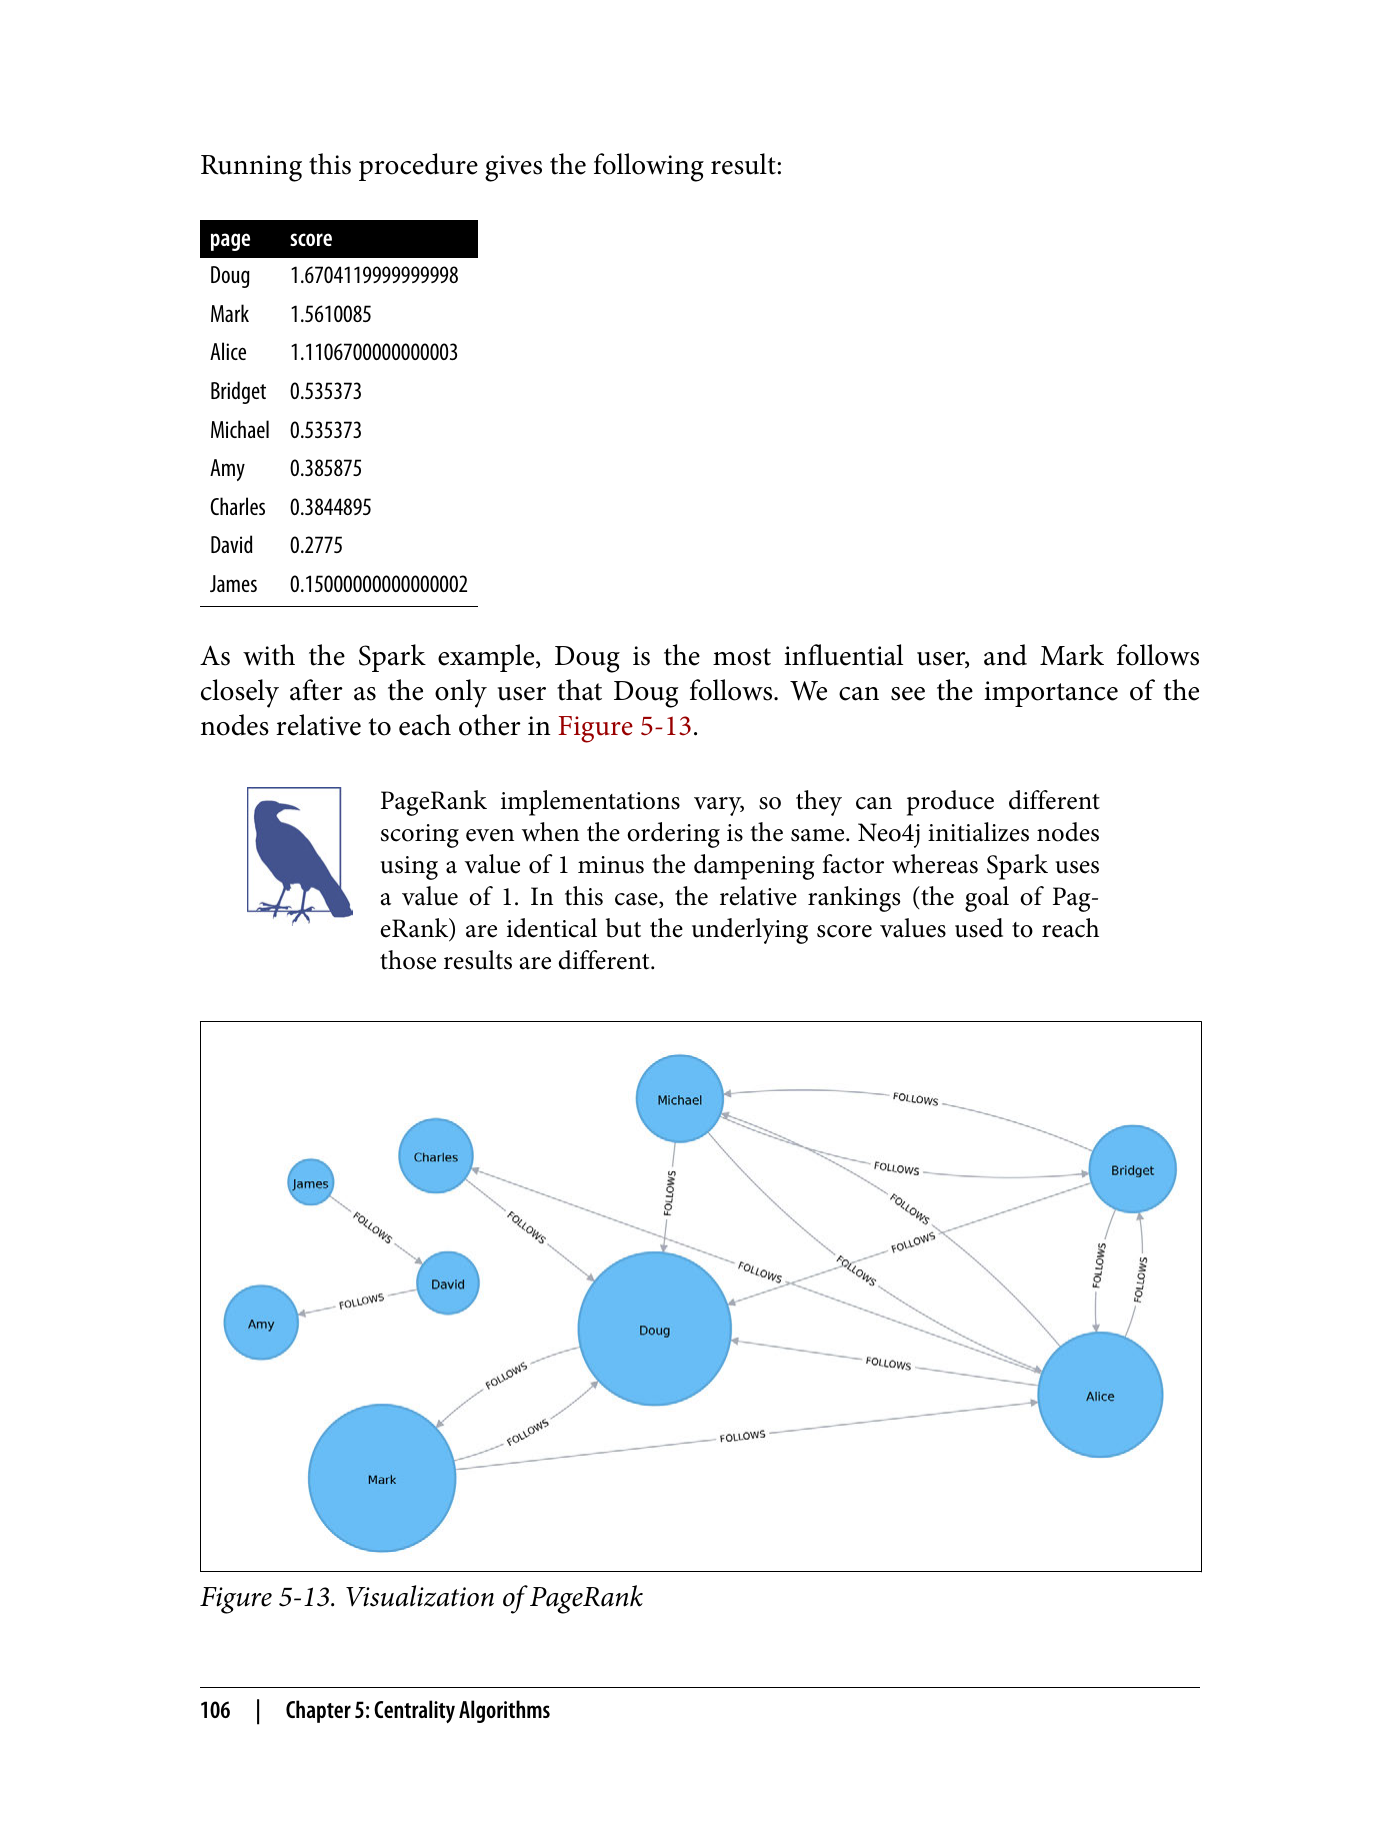 Running this procedure gives the following result:
page score
Doug 1.6704119999999998
Mark 1.5610085
Alice 1.1106700000000003
Bridget 0.535373
Michael 0.535373
Amy 0.385875
Charles 0.3844895
David 0.2775
James 0.15000000000000002
As with the Spark example, Doug is the most influential user, and Mark follows
closely after as the only user that Doug follows. We can see the importance of the
nodes relative to each other in Figure 5-13.
PageRank implementations vary, so they can produce different
scoring even when the ordering is the same. Neo4j initializes nodes
using a value of 1 minus the dampening factor whereas Spark uses
a value of 1. In this case, the relative rankings (the goal of Pag-
eRank) are identical but the underlying score values used to reach
those results are different.
Michael
FOLLOWS
Charles
FOLLOWS
Bridget
James
FOLLOWS
FOLLOWS
FOLLOWS
FOLLOWS
FOLLOWS
FOLLOWS
FOLLOWS
FOLLOWS
FOLLOWS
FOLLOWS
David
FOLLOWS
Amy
Doug
FOLLOWS
FOLLOWS
Alice
FOLLOWS
FOLLOWS
Mark
Figure 5-13. Visualization of PageRank
106 | Chapter 5: Centrality Algorithms